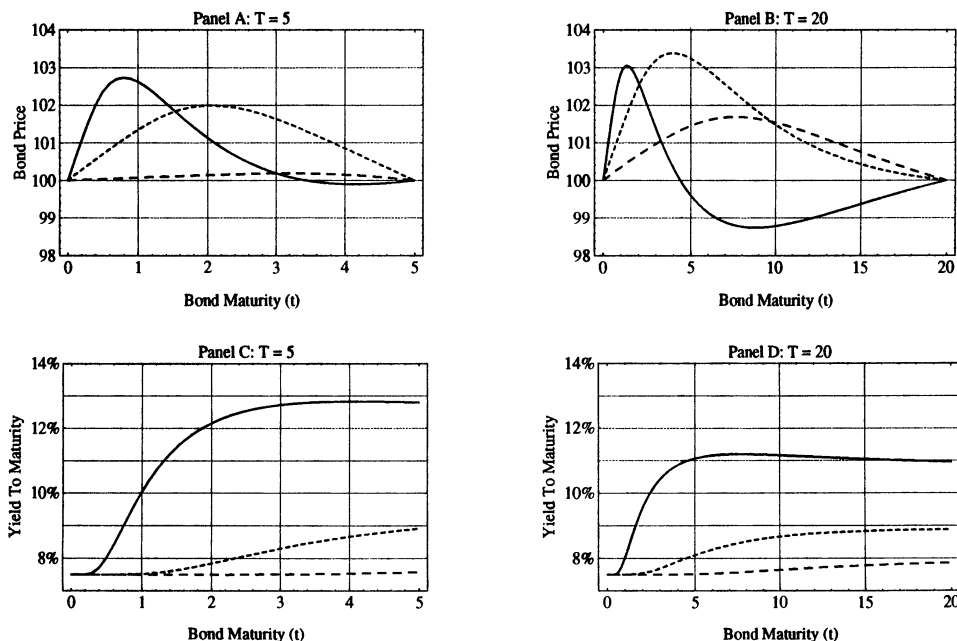 Panel A: T = 5
104
103
102
101
100
99
98
Bond Price
0 1 2 3 4 5
Bond Maturity (t)
Panel B: T = 20
104
103
102
101
100
99
98
Bond Price
0 5 10 15 20
Bond Maturity (t)
Panel C: T = 5
14%
12%
10%
8%
Yield To Maturity
0 1 2 3 4 5
Bond Maturity (t)
Panel D: T = 20
14%
12%
10%
8%
Yield To Maturity
0 5 10 15 20
Bond Maturity (t)